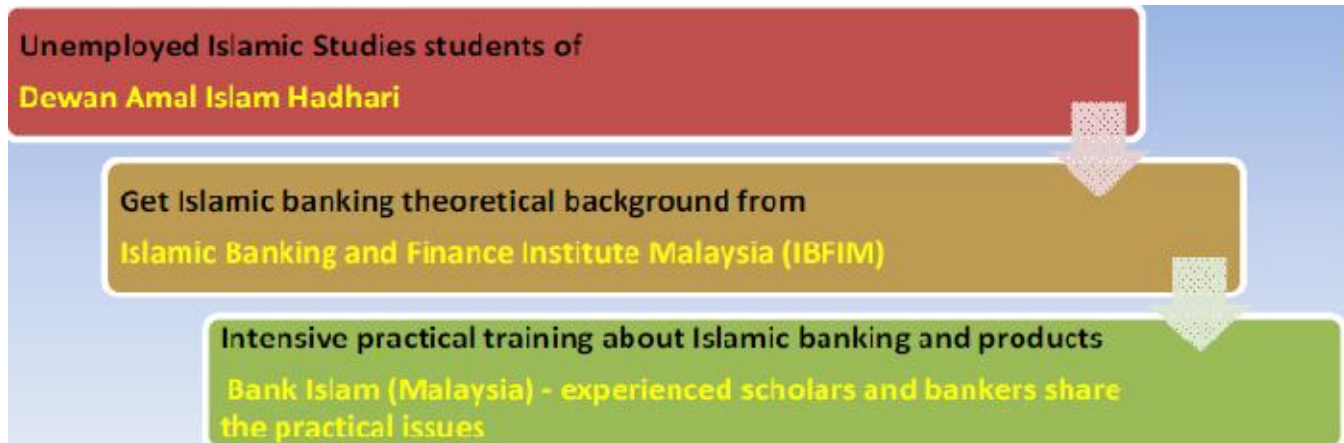 Unemployed Islamic Studies students of
Dewan Amal Islam Hadhari
Get Islamic banking theoretical background from
Islamic Banking and Finance Institute Malaysia (IBFIM)
Intensive practical training about Islamic banking and products
Bank Islam (Malaysia) - experienced scholars and bankers share
the practical issues